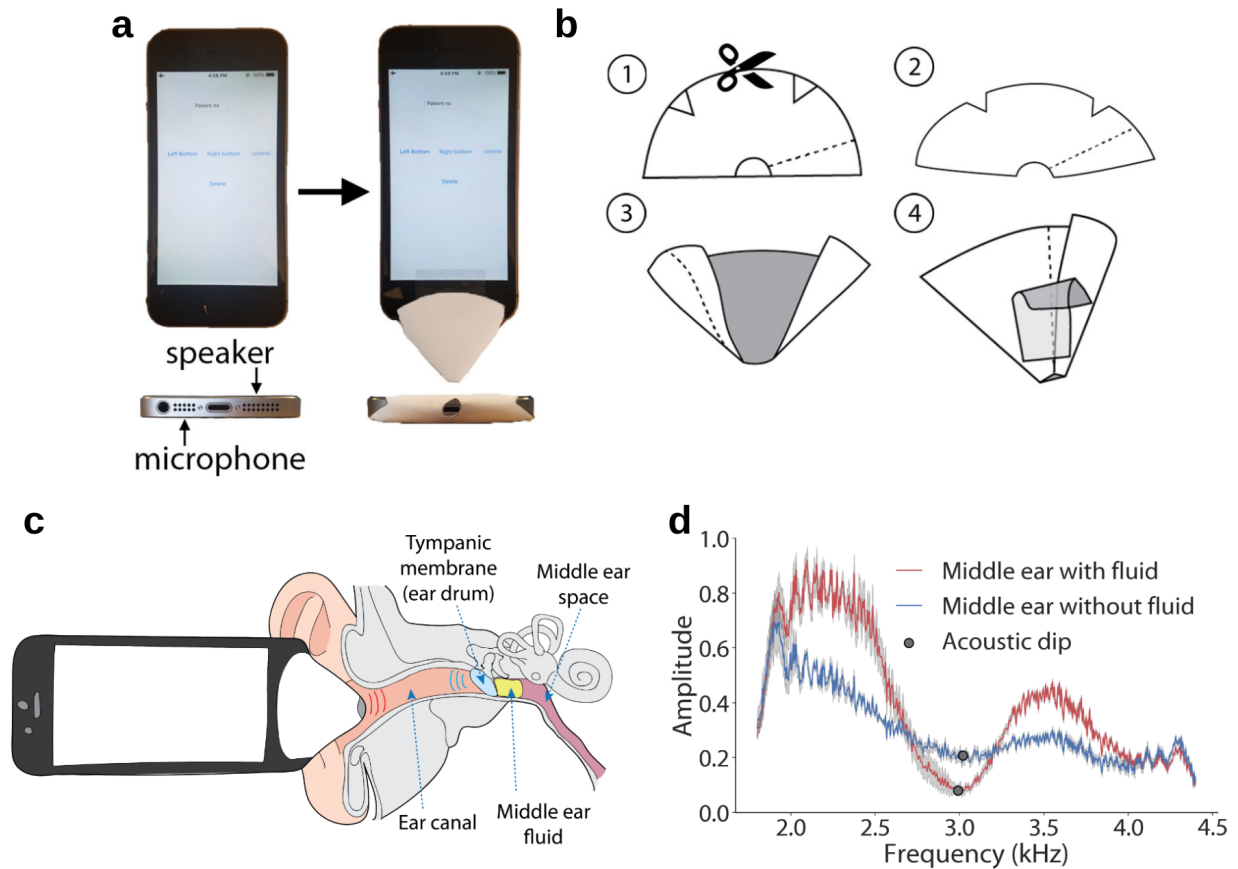 a
4:58 PM
100%
Patient no
Left Bottom
Right bottom
control
Delete
4:58 PM
100%
Patient no
Left Bottom
Right bottom
control
Delete
speaker
microphone
b
1
2
3
4
c
Tympanic
membrane
(ear drum)
Middle ear
space
Ear canal
Middle ear
fluid
d
1.0
0.8
0.6
0.4
0.2
0.0
Amplitude
Middle ear with fluid
Middle ear without fluid
Acoustic dip
2.0
2.5
3.0
3.5
4.0
4.5
Frequency (kHz)